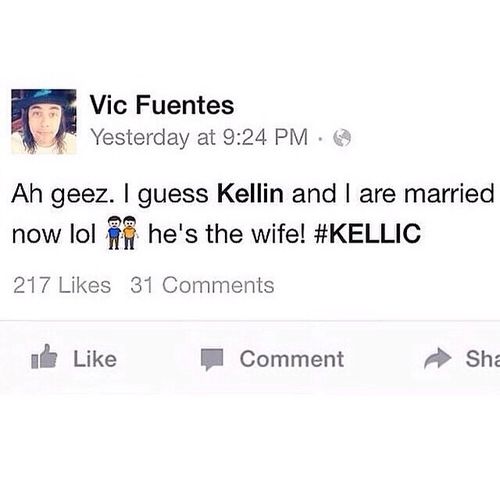 Vic Fuentes
Yesterday at 9:24 PM ·
Ah geez. I guess Kellin and I are married
now lol 👬 he's the wife! #KELLIC
217 Likes 31 Comments
Like Comment Sha